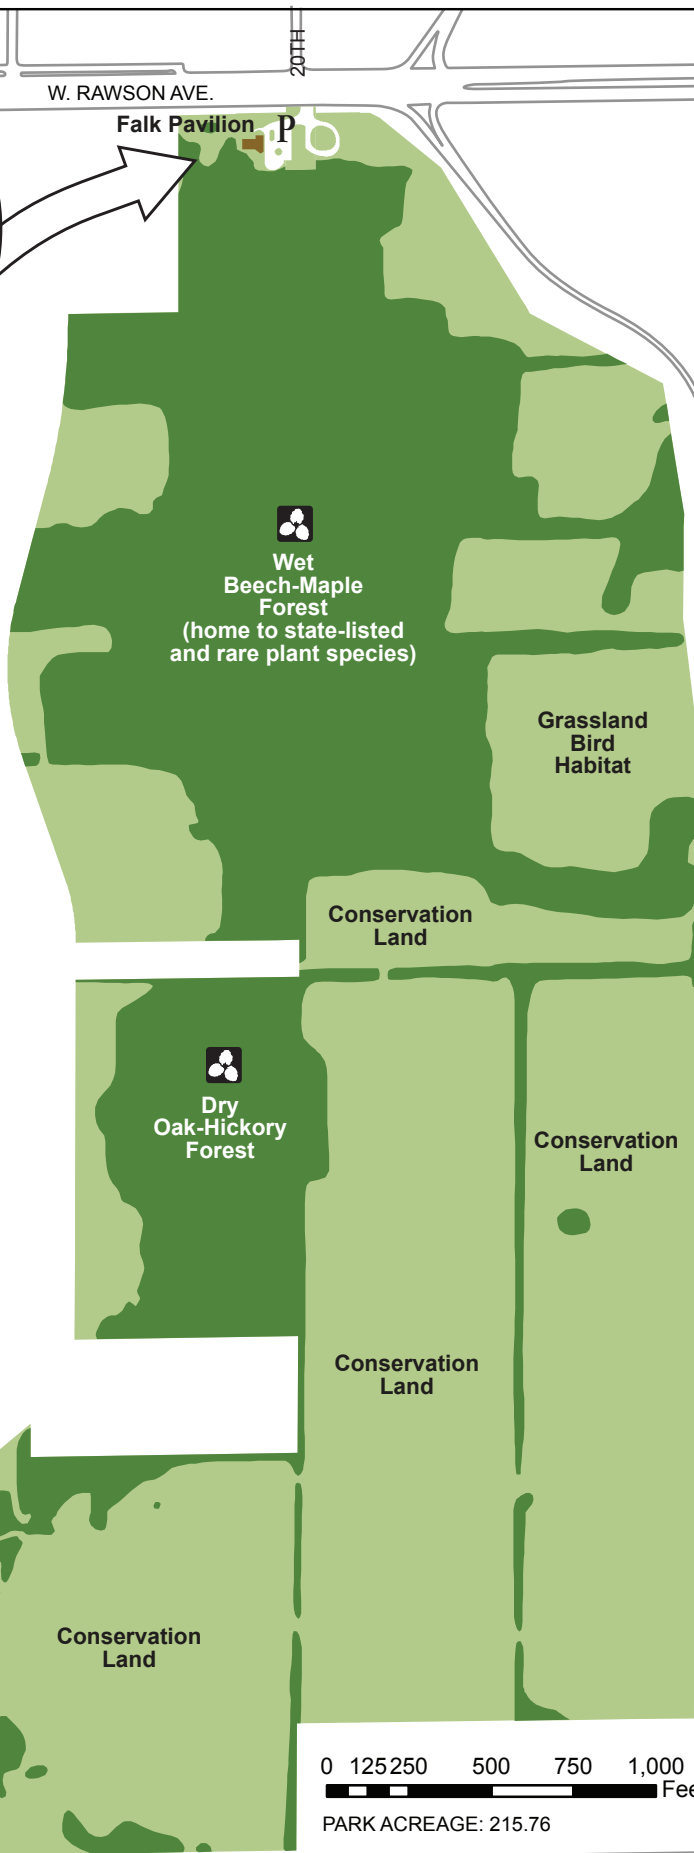 20TH
W. RAWSON AVE.
Falk Pavilion
P
Wet
Beech-Maple
Forest
(home to state-listed
and rare plant species)
Grassland
Bird
Habitat
Conservation
Land
Dry
Oak-Hickory
Forest
Conservation
Land
Conservation
Land
Conservation
Land
0 125 250 500 750 1,000
Fee
PARK ACREAGE: 215.76